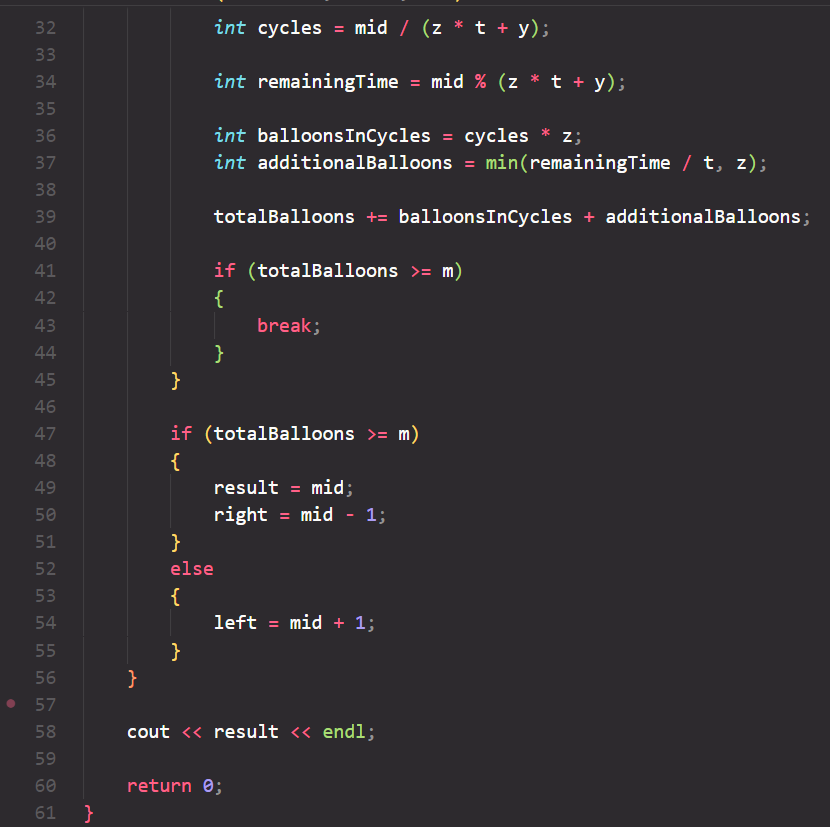 32 int cycles = mid / (z * t + y);
33
34 int remainingTime = mid % (z * t + y);
35
36 int balloonsInCycles = cycles * z;
37 int additionalBalloons = min(remainingTime / t, z);
38
39 totalBalloons += balloonsInCycles + additionalBalloons;
40
41 if (totalBalloons >= m)
42 {
43 break;
44 }
45 }
46
47 if (totalBalloons >= m)
48 {
49 result = mid;
50 right = mid - 1;
51 }
52 else
53 {
54 left = mid + 1;
55 }
56 }
57
58 cout << result << endl;
59
60 return 0;
61 }